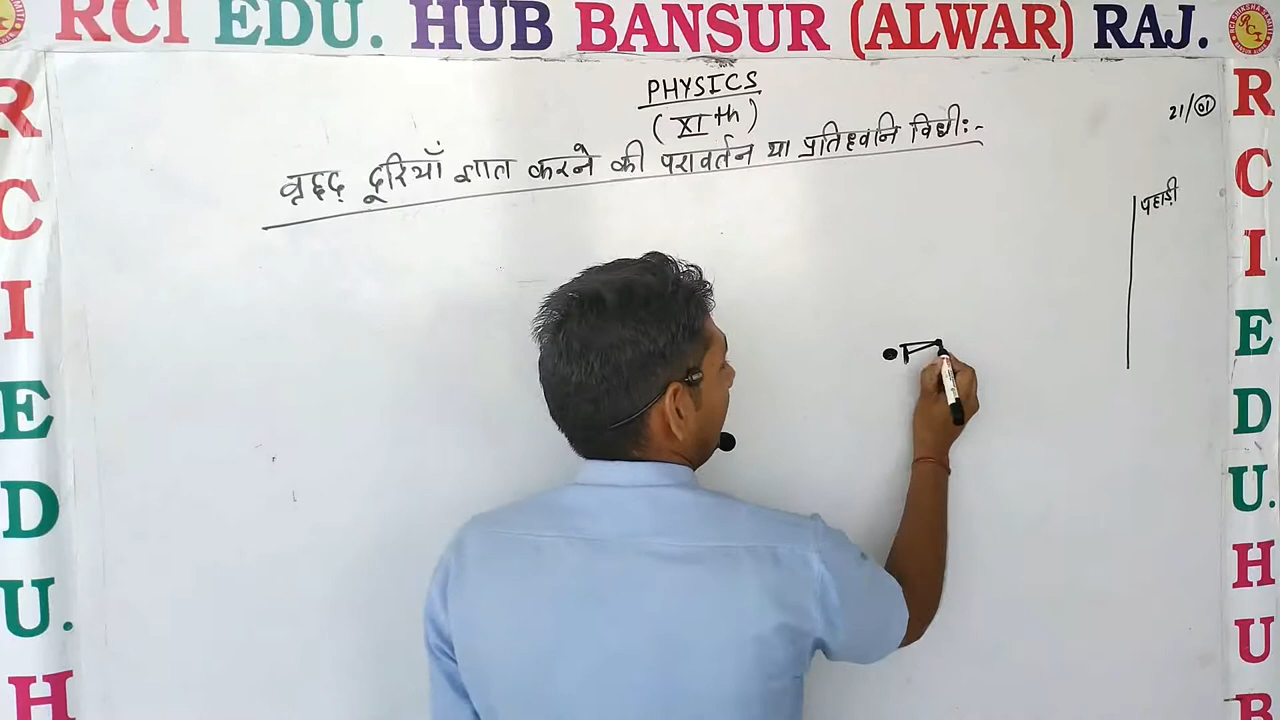 RCI EDU. HUB BANSUR (ALWAR) RAJ.
PHYSICS
(XI th)
21/01
वृहद् दूरियाँ ज्ञात करने की परावर्तन या प्रतिध्वनि विधी:-
पहाड़ी
R
C
I
E
D
U.
H
R
C
I
E
D
U.
H
U
B